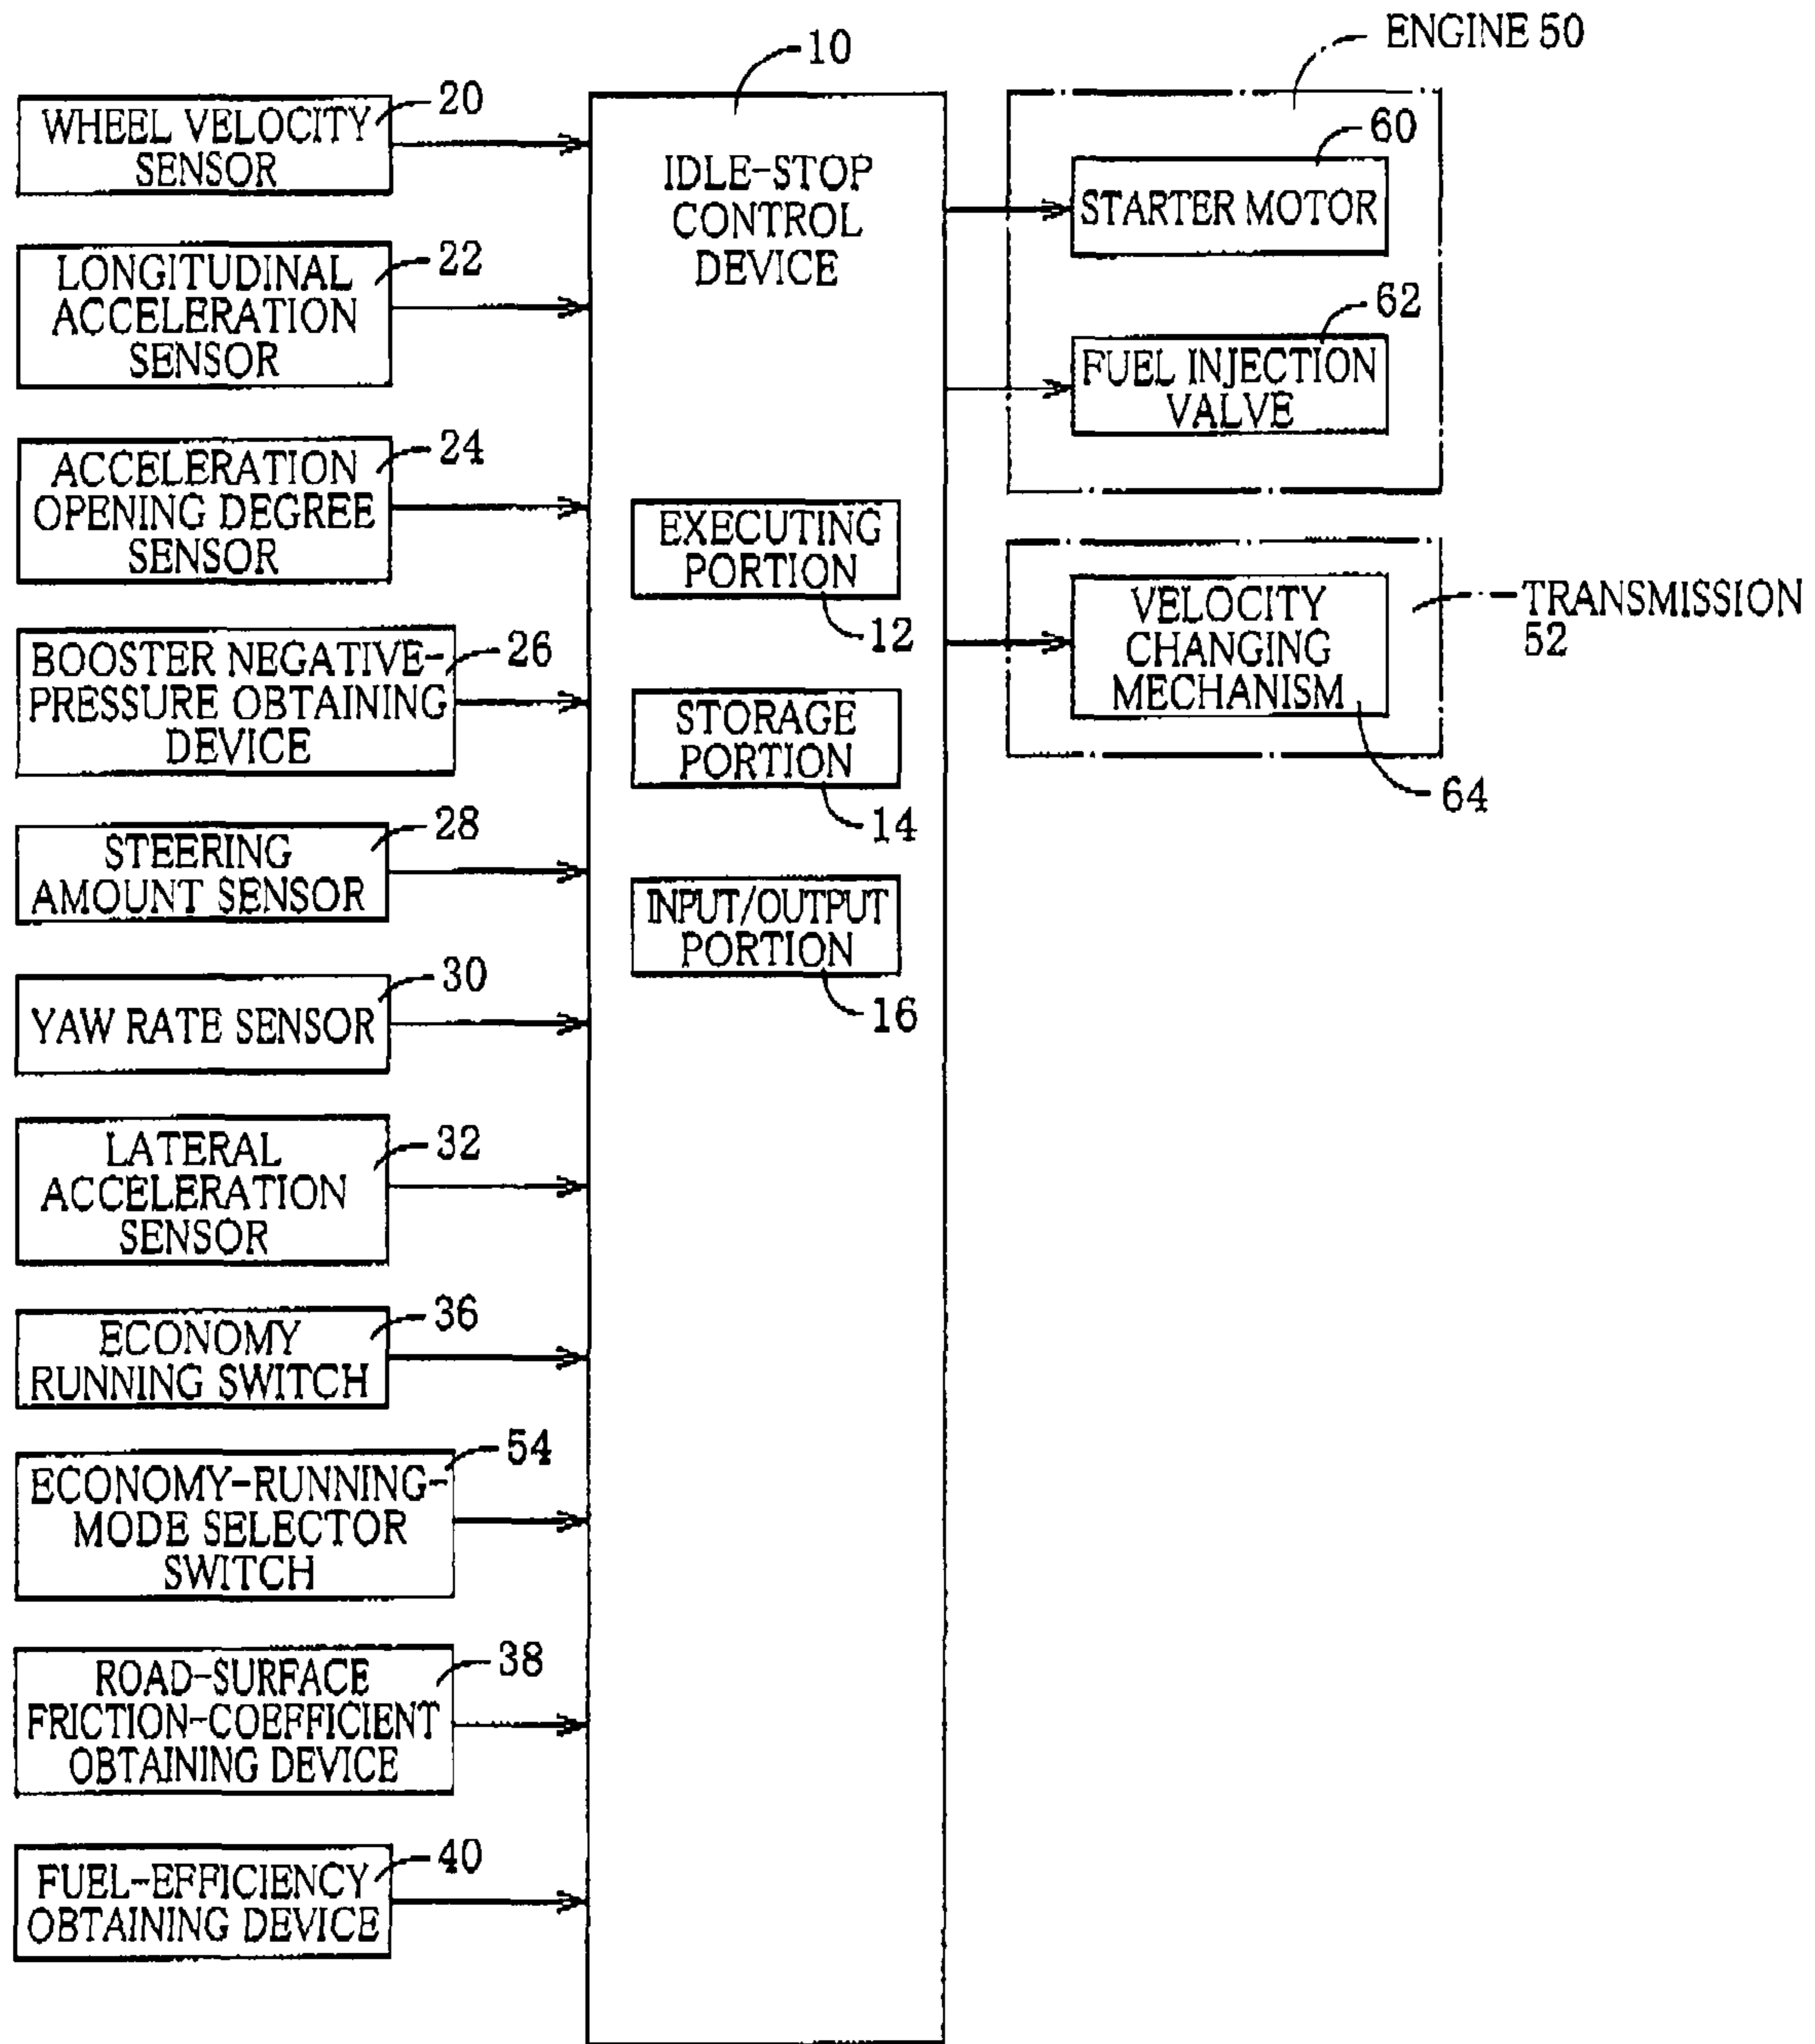 20
WHEEL VELOCITY
SENSOR
22
LONGITUDINAL
ACCELERATION
SENSOR
24
ACCELERATION
OPENING DEGREE
SENSOR
26
BOOSTER NEGATIVE-
PRESSURE OBTAINING
DEVICE
28
STEERING
AMOUNT SENSOR
30
YAW RATE SENSOR
32
LATERAL
ACCELERATION
SENSOR
36
ECONOMY
RUNNING SWITCH
54
ECONOMY-RUNNING-
MODE SELECTOR
SWITCH
38
ROAD-SURFACE
FRICTION-COEFFICIENT
OBTAINING DEVICE
40
FUEL-EFFICIENCY
OBTAINING DEVICE
10
IDLE-STOP
CONTROL
DEVICE
EXECUTING
PORTION
12
STORAGE
PORTION
14
INPUT/OUTPUT
PORTION
16
ENGINE 50
60
STARTER MOTOR
62
FUEL INJECTION
VALVE
VELOCITY
CHANGING
MECHANISM
64
TRANSMISSION
52